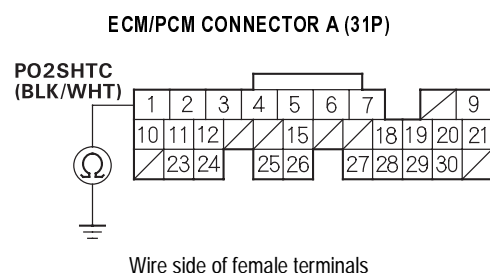 ECM/PCM CONNECTOR A (31P)
PO2SHTC
(BLK/WHT)
1 2 3 4 5 6 7 9
10 11 12 15 18 19 20 21
23 24 25 26 27 28 29 30
Ω
Wire side of female terminals